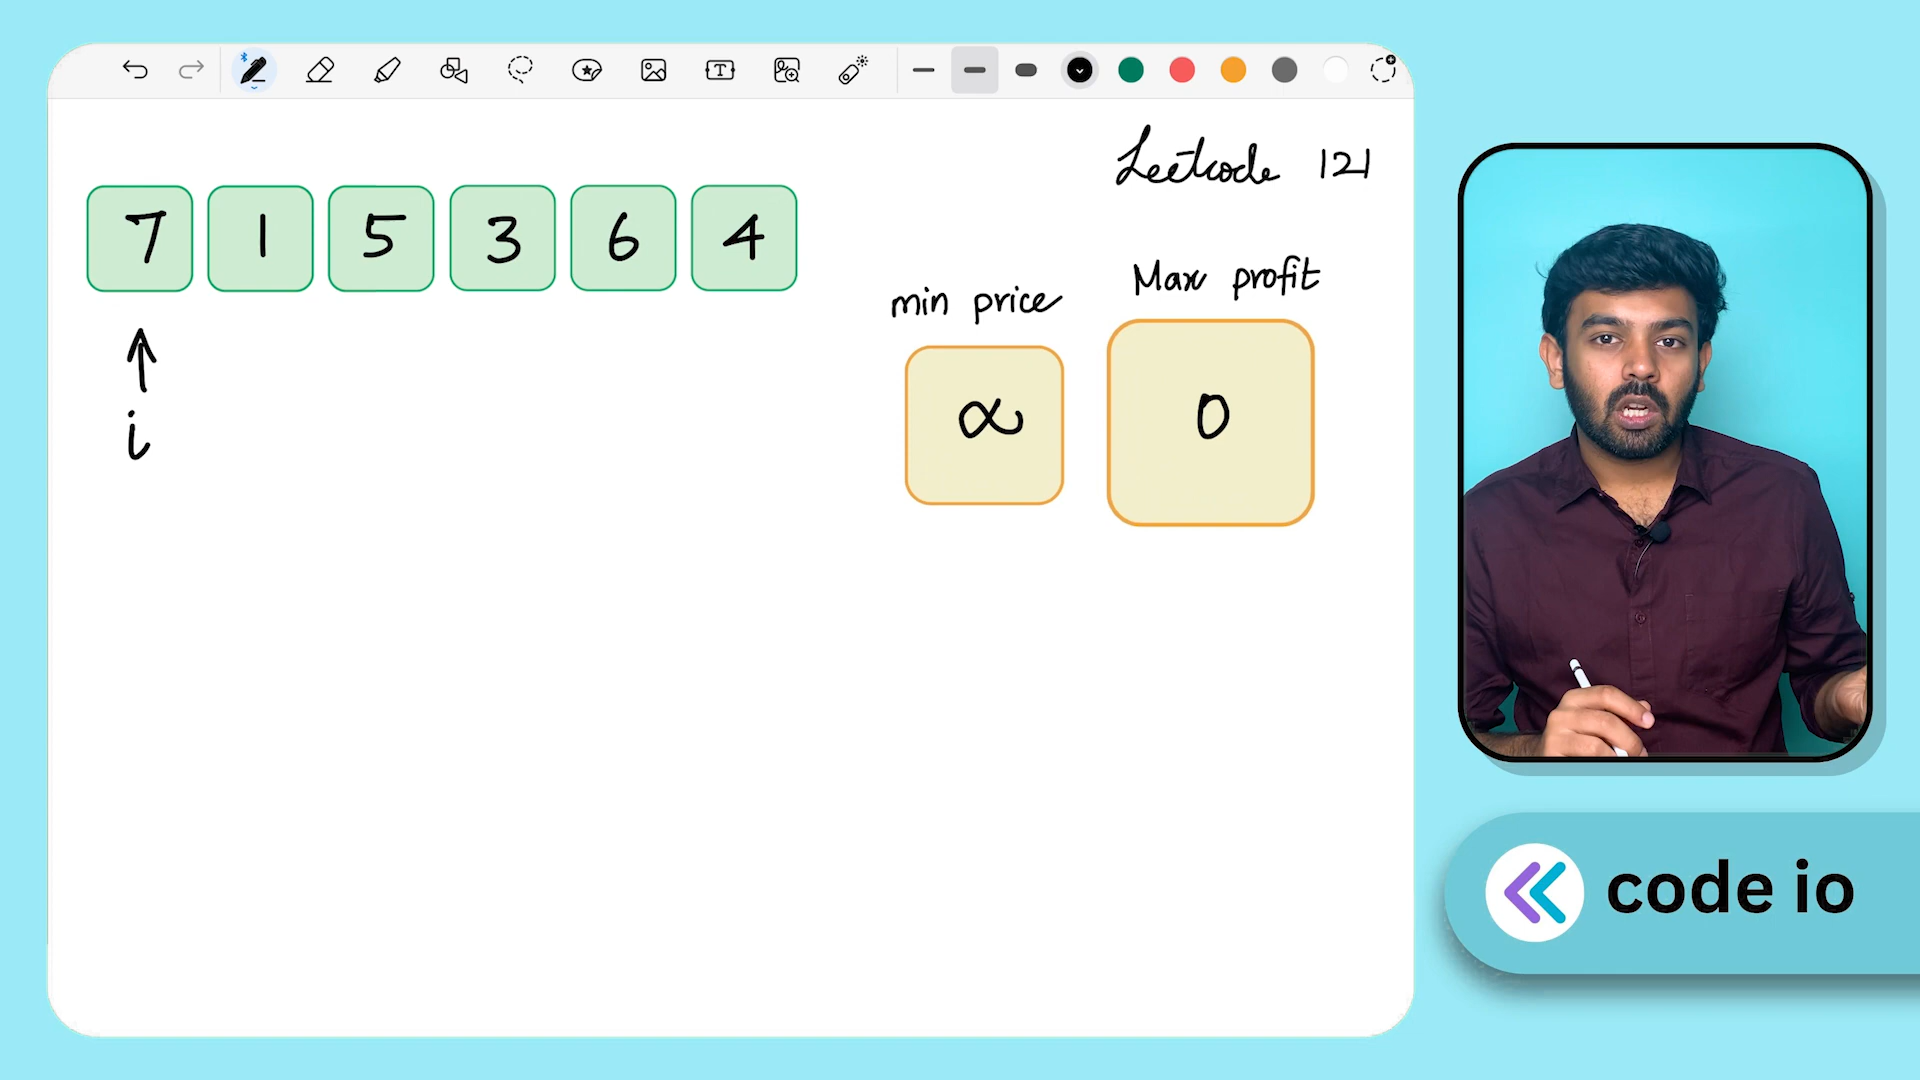 Leetcode 121
7 1 5 3 6 4
min price
Max profit
∞
0
i
code io